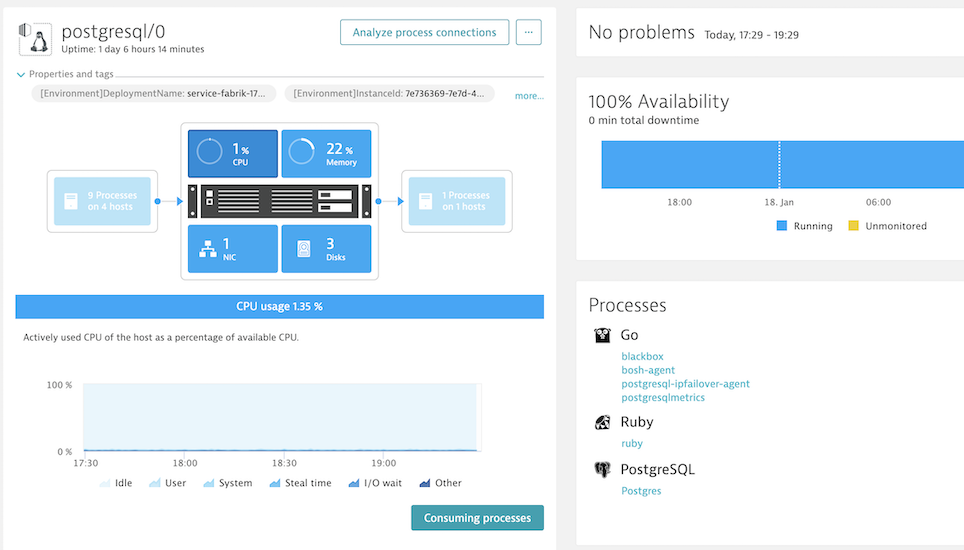 postgresql/0
Uptime: 1 day 6 hours 14 minutes
Analyze process connections
...
Properties and tags
[Environment]DeploymentName: service-fabrik-17...
[Environment]InstanceId: 7e736369-7e7d-4...
more...
9 Processes
on 4 hosts
1 %
CPU
22 %
Memory
1
NIC
3
Disks
1 Processes
on 1 hosts
CPU usage 1.35 %
Actively used CPU of the host as a percentage of available CPU.
100 %
0 %
17:30 18:00 18:30 19:00
Idle User System Steal time I/O wait Other
Consuming processes
No problems Today, 17:29 - 19:29
100% Availability
0 min total downtime
18:00 18. Jan 06:00
Running Unmonitored
Processes
Go
blackbox
bosh-agent
postgresql-ipfailover-agent
postgresqlmetrics
Ruby
ruby
PostgreSQL
Postgres